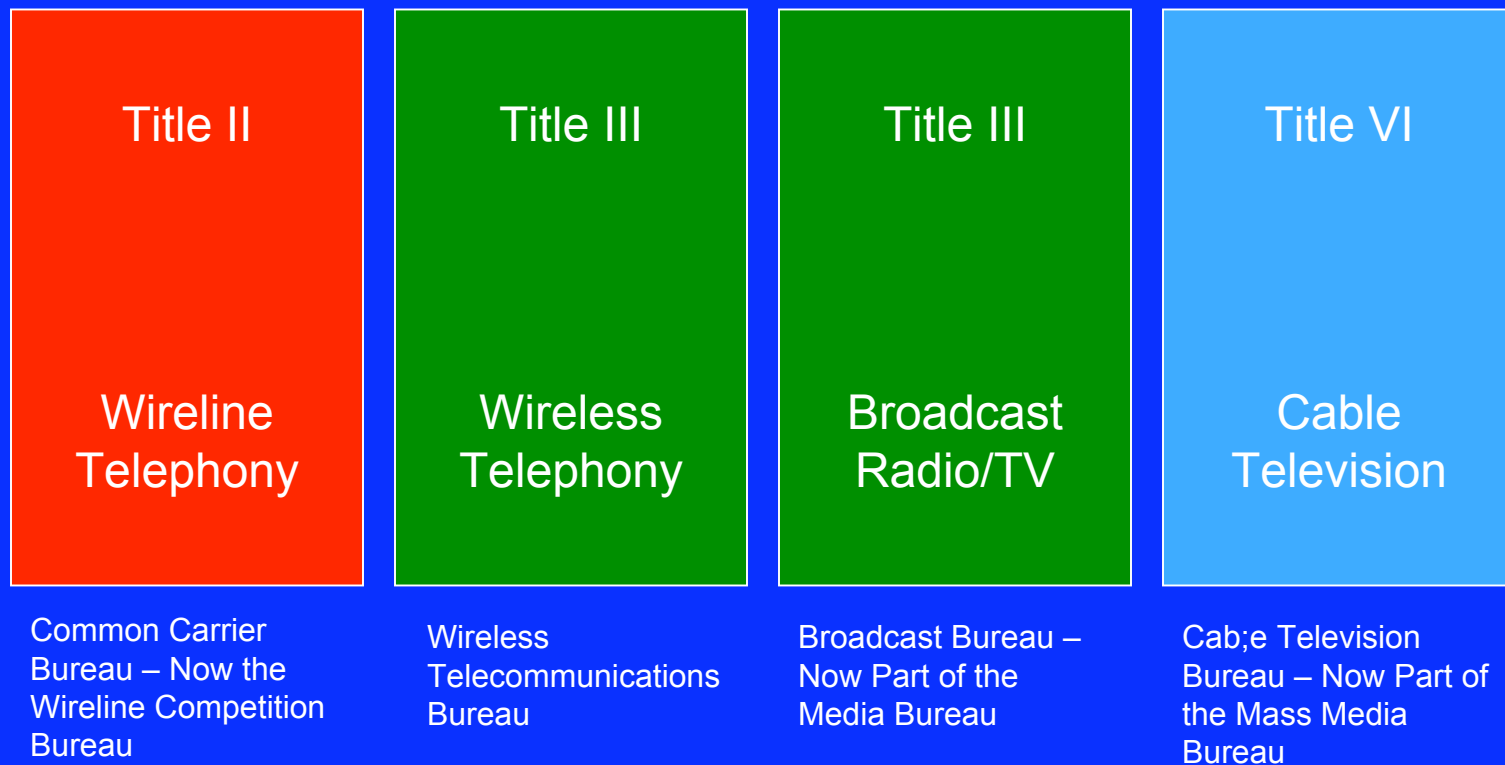 Title II
Wireline
Telephony
Common Carrier
Bureau – Now the
Wireline Competition
Bureau
Title III
Wireless
Telephony
Wireless
Telecommunications
Bureau
Title III
Broadcast
Radio/TV
Broadcast Bureau –
Now Part of the
Media Bureau
Title VI
Cable
Television
Cab;e Television
Bureau – Now Part of
the Mass Media
Bureau